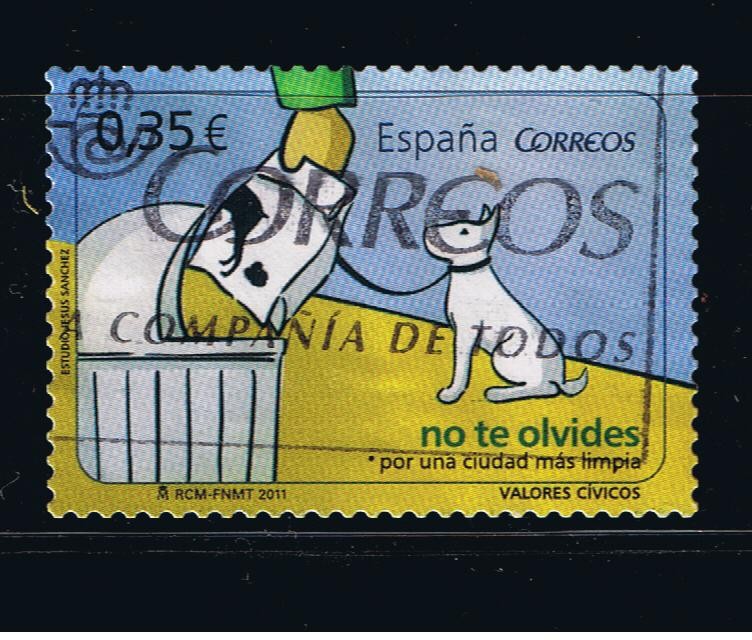 0,35 €
España CORREOS
CORREOS
A COMPAÑÍA DE TODOS
ESTUDIO JESUS SANCHEZ
no te olvides
*por una ciudad más limpia
RCM-FNMT 2011
VALORES CÍVICOS